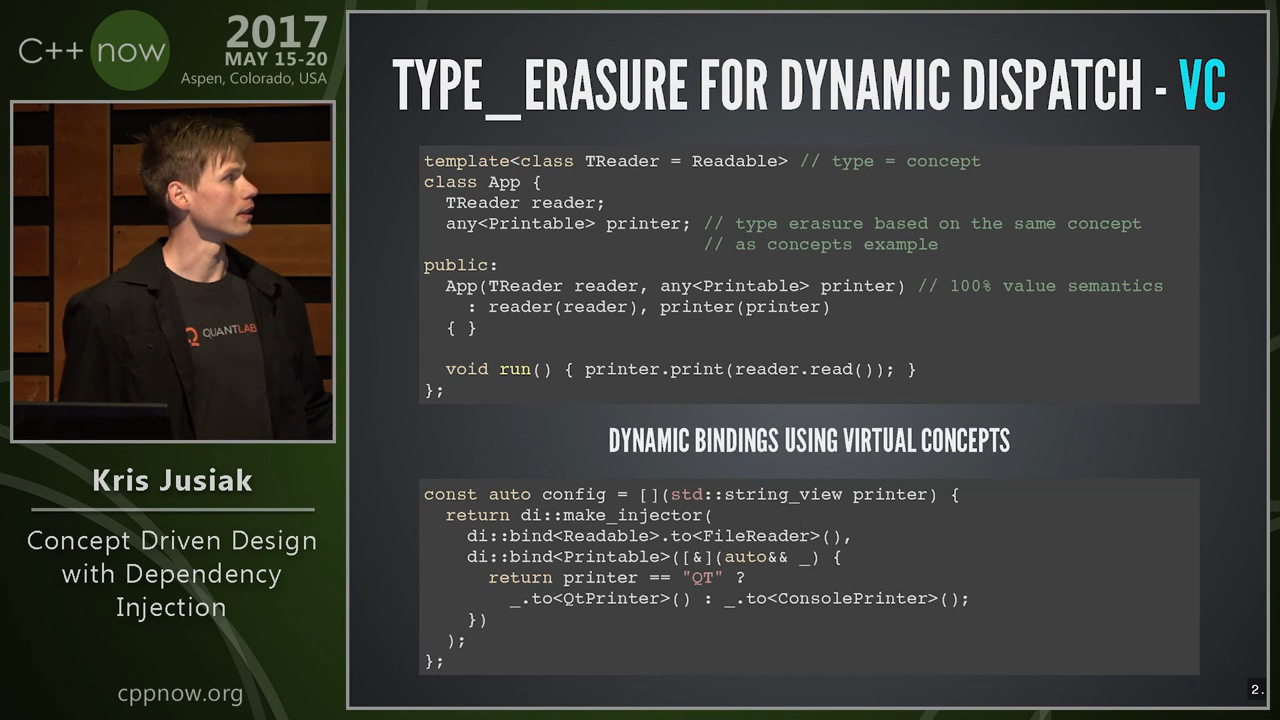 C++ now
2017
MAY 15-20
Aspen, Colorado, USA
QUANTLAB
Kris Jusiak
Concept Driven Design
with Dependency
Injection
cppnow.org
TYPE_ERASURE FOR DYNAMIC DISPATCH - VC
template<class TReader = Readable> // type = concept
class App {
  TReader reader;
  any<Printable> printer; // type erasure based on the same concept
                          // as concepts example
public:
  App(TReader reader, any<Printable> printer) // 100% value semantics
    : reader(reader), printer(printer)
  { }
  void run() { printer.print(reader.read()); }
};
DYNAMIC BINDINGS USING VIRTUAL CONCEPTS
const auto config = [](std::string_view printer) {
  return di::make_injector(
    di::bind<Readable>.to<FileReader>(),
    di::bind<Printable>([&](auto&& _) {
      return printer == "QT" ?
        _.to<QtPrinter>() : _.to<ConsolePrinter>();
    })
  );
};
2.